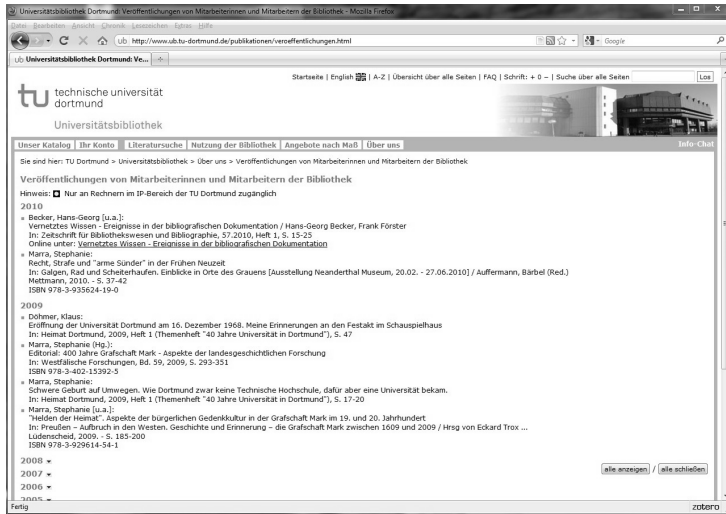 Universitätsbibliothek Dortmund: Veröffentlichungen von Mitarbeiterinnen und Mitarbeitern der Bibliothek - Mozilla Firefox
Datei Bearbeiten Ansicht Chronik Lesezeichen Extras Hilfe
ub http://www.ub.tu-dortmund.de/publikationen/veroeffentlichungen.html
Google
ub Universitätsbibliothek Dortmund: Ve...
Startseite | English | A-Z | Übersicht über alle Seiten | FAQ | Schrift: + 0 − | Suche über alle Seiten Los
tu technische universität
dortmund
Universitätsbibliothek
Unser Katalog Ihr Konto Literatursuche Nutzung der Bibliothek Angebote nach Maß Über uns Info-Chat
Sie sind hier: TU Dortmund > Universitätsbibliothek > Über uns > Veröffentlichungen von Mitarbeiterinnen und Mitarbeitern der Bibliothek
Veröffentlichungen von Mitarbeiterinnen und Mitarbeitern der Bibliothek
Hinweis: Nur an Rechnern im IP-Bereich der TU Dortmund zugänglich
2010
Becker, Hans-Georg [u.a.]:
Vernetztes Wissen - Ereignisse in der bibliografischen Dokumentation / Hans-Georg Becker, Frank Förster
In: Zeitschrift für Bibliothekswesen und Bibliographie, 57.2010, Heft 1, S. 15-25
Online unter: Vernetztes Wissen - Ereignisse in der bibliografischen Dokumentation
Marra, Stephanie:
Recht, Strafe und "arme Sünder" in der Frühen Neuzeit
In: Galgen, Rad und Scheiterhaufen. Einblicke in Orte des Grauens [Ausstellung Neanderthal Museum, 20.02. - 27.06.2010] / Auffermann, Bärbel (Red.)
Mettmann, 2010. - S. 37-42
ISBN 978-3-935624-19-0
2009
Döhmer, Klaus:
Eröffnung der Universität Dortmund am 16. Dezember 1968. Meine Erinnerungen an den Festakt im Schauspielhaus
In: Heimat Dortmund, 2009, Heft 1 (Themenheft "40 Jahre Universität in Dortmund"), S. 47
Marra, Stephanie (Hg.):
Editorial: 400 Jahre Grafschaft Mark - Aspekte der landesgeschichtlichen Forschung
In: Westfälische Forschungen, Bd. 59, 2009, S. 293-351
ISBN 978-3-402-15392-5
Marra, Stephanie:
Schwere Geburt auf Umwegen. Wie Dortmund zwar keine Technische Hochschule, dafür aber eine Universität bekam.
In: Heimat Dortmund, 2009, Heft 1 (Themenheft "40 Jahre Universität in Dortmund"), S. 17-20
Marra, Stephanie [u.a.]:
"Helden der Heimat". Aspekte der bürgerlichen Gedenkkultur in der Grafschaft Mark im 19. und 20. Jahrhundert
In: Preußen – Aufbruch in den Westen. Geschichte und Erinnerung – die Grafschaft Mark zwischen 1609 und 2009 / Hrsg von Eckard Trox ...
Lüdenscheid, 2009. - S. 185-200
ISBN 978-3-929614-54-1
2008
2007
alle anzeigen / alle schließen
2006
2005
Fertig
zotero